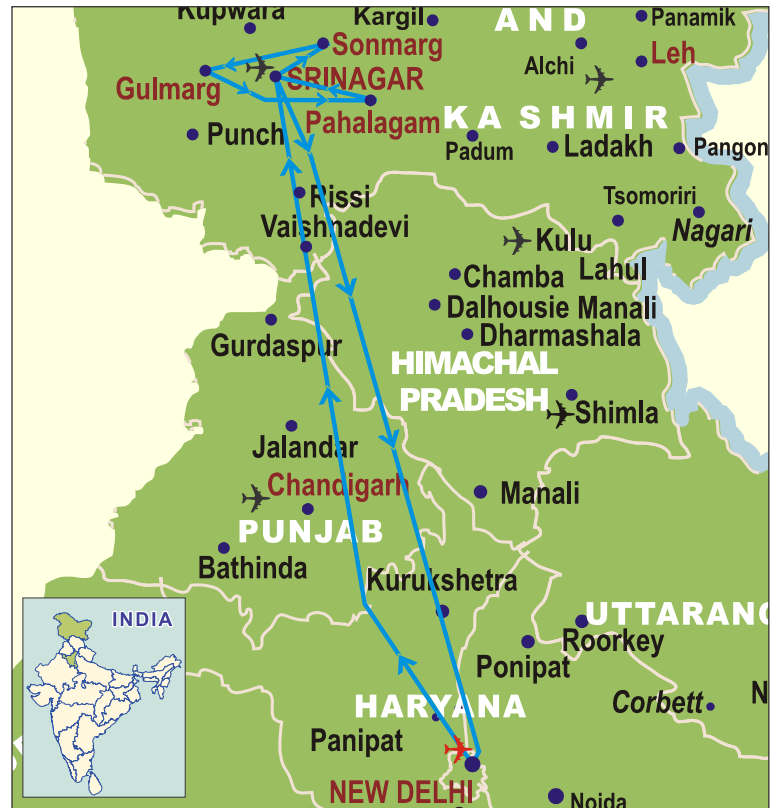 Kupwara
Kargil
AND
Panamik
Sonmarg
Alchi
Leh
Gulmarg
SRINAGAR
Pahalagam
KASHMIR
Punch
Padum
Ladakh
Pangon
Rissi
Tsomoriri
Vaishnadevi
Nagari
Kulu
Chamba
Lahul
Dalhousie
Manali
Dharmashala
Gurdaspur
HIMACHAL
PRADESH
Shimla
Jalandar
Chandigarh
Manali
PUNJAB
Bathinda
Kurukshetra
INDIA
UTTARANC
Roorkey
Ponipat
HARYANA
Corbett
N
Panipat
NEW DELHI
Noida